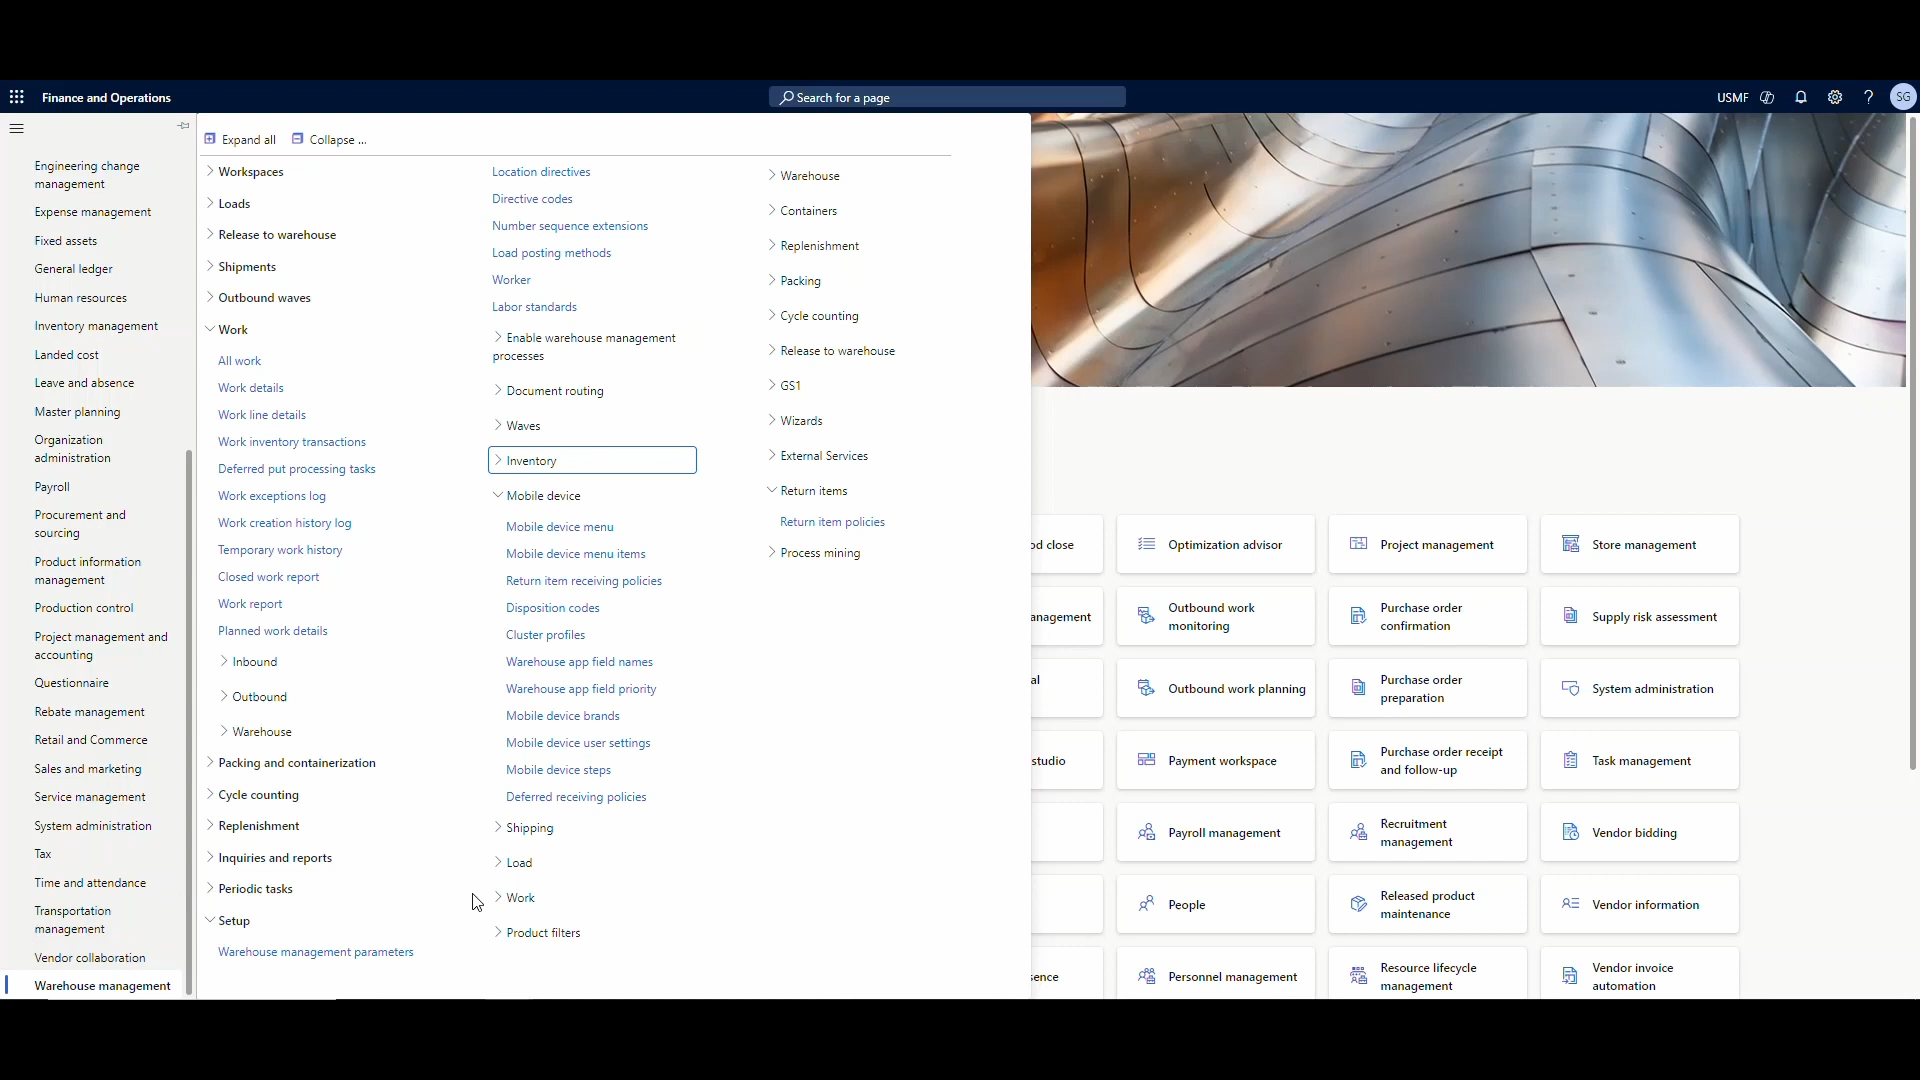 Finance and Operations
Search for a page
USMF
SG
Expand all
Collapse ...
Engineering change
management
Expense management
Fixed assets
General ledger
Human resources
Inventory management
Landed cost
Leave and absence
Master planning
Organization
administration
Payroll
Procurement and
sourcing
Product information
management
Production control
Project management and
accounting
Questionnaire
Rebate management
Retail and Commerce
Sales and marketing
Service management
System administration
Tax
Time and attendance
Transportation
management
Vendor collaboration
Warehouse management
Workspaces
Loads
Release to warehouse
Shipments
Outbound waves
Work
All work
Work details
Work line details
Work inventory transactions
Deferred put processing tasks
Work exceptions log
Work creation history log
Temporary work history
Closed work report
Work report
Planned work details
Inbound
Outbound
Warehouse
Packing and containerization
Cycle counting
Replenishment
Inquiries and reports
Periodic tasks
Setup
Warehouse management parameters
Location directives
Directive codes
Number sequence extensions
Load posting methods
Worker
Labor standards
Enable warehouse management
processes
Document routing
Waves
Inventory
Mobile device
Mobile device menu
Mobile device menu items
Return item receiving policies
Disposition codes
Cluster profiles
Warehouse app field names
Warehouse app field priority
Mobile device brands
Mobile device user settings
Mobile device steps
Deferred receiving policies
Shipping
Load
Work
Product filters
Warehouse
Containers
Replenishment
Packing
Cycle counting
Release to warehouse
GS1
Wizards
External Services
Return items
Return item policies
Process mining
od close
anagement
al
studio
sence
Optimization advisor
Outbound work
monitoring
Outbound work planning
Payment workspace
Payroll management
People
Personnel management
Project management
Purchase order
confirmation
Purchase order
preparation
Purchase order receipt
and follow-up
Recruitment
management
Released product
maintenance
Resource lifecycle
management
Store management
Supply risk assessment
System administration
Task management
Vendor bidding
Vendor information
Vendor invoice
automation